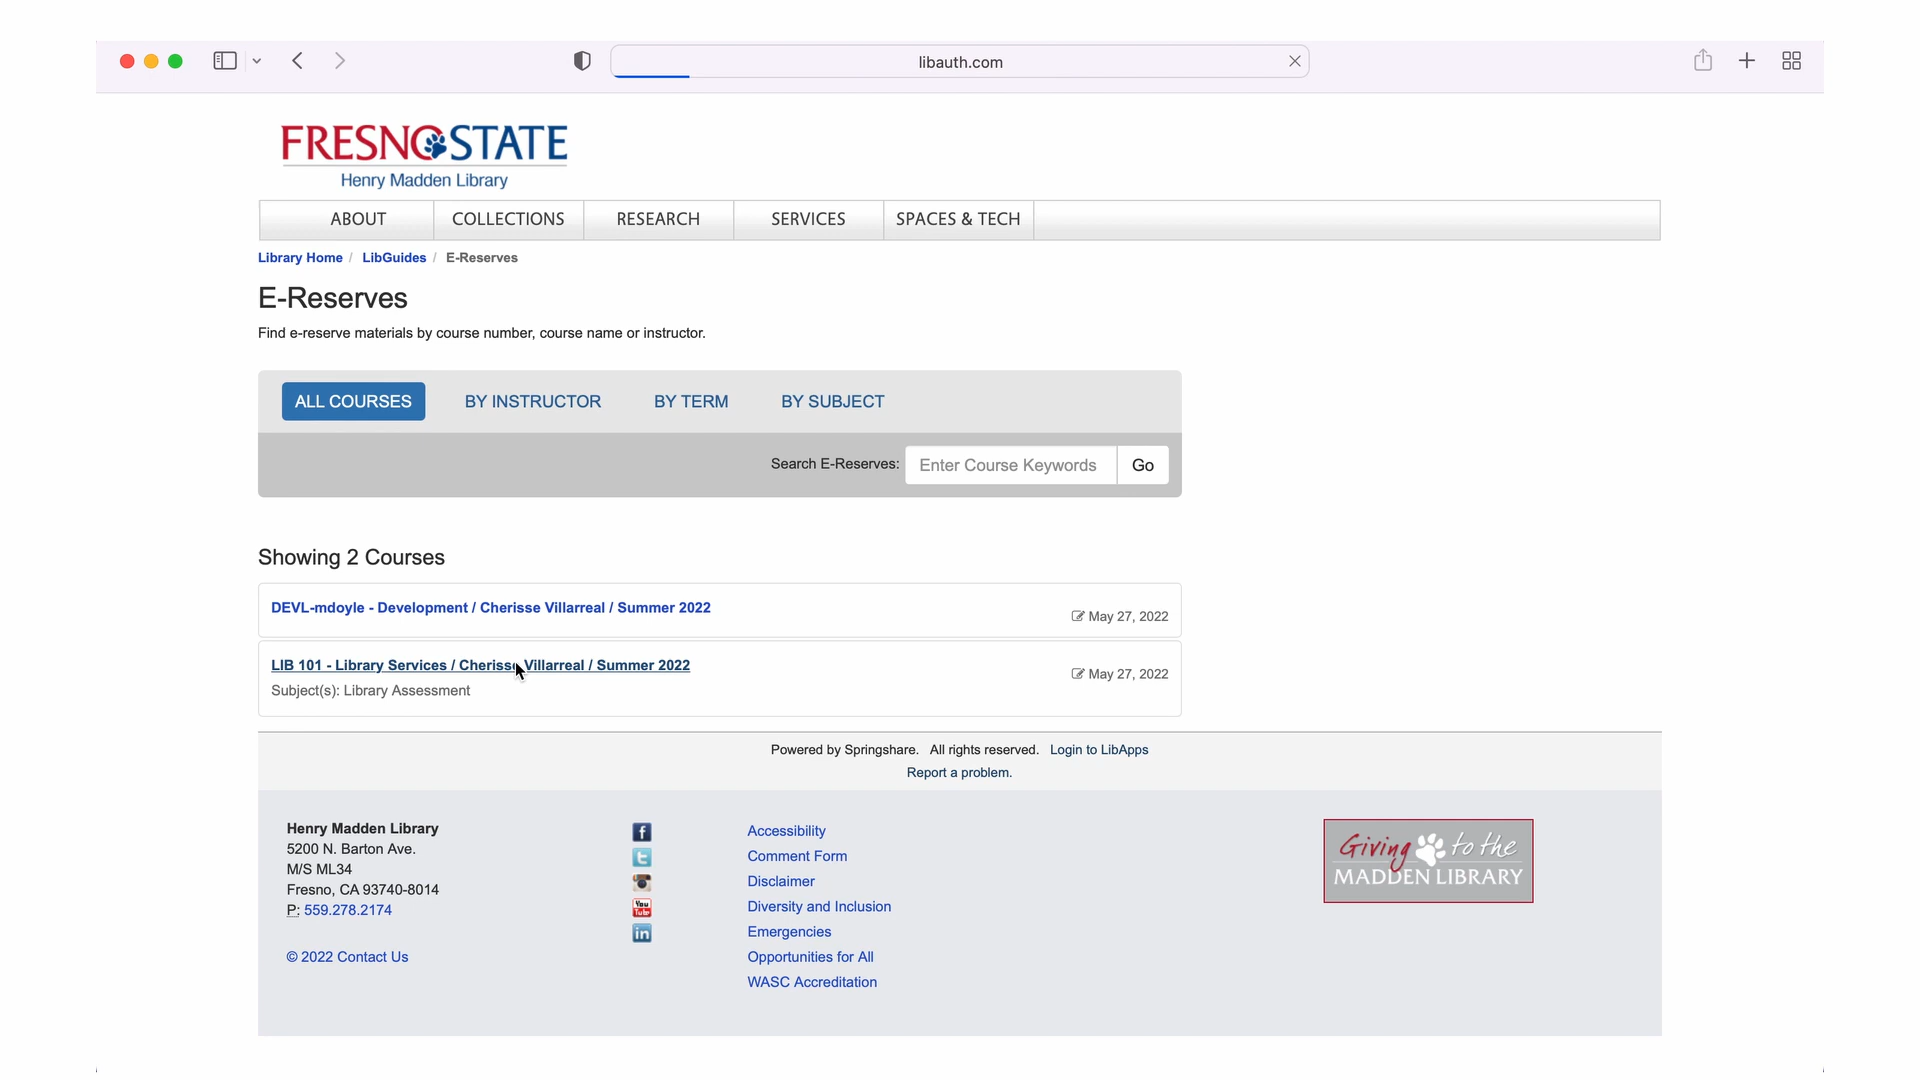 libauth.com
FRESNO STATE
Henry Madden Library
ABOUT COLLECTIONS RESEARCH SERVICES SPACES & TECH
Library Home / LibGuides / E-Reserves
E-Reserves
Find e-reserve materials by course number, course name or instructor.
ALL COURSES BY INSTRUCTOR BY TERM BY SUBJECT
Search E-Reserves: Enter Course Keywords Go
Showing 2 Courses
DEVL-mdoyle - Development / Cherisse Villarreal / Summer 2022
May 27, 2022
LIB 101 - Library Services / Cherisse Villarreal / Summer 2022
May 27, 2022
Subject(s): Library Assessment
Powered by Springshare. All rights reserved. Login to LibApps
Report a problem.
Henry Madden Library
5200 N. Barton Ave.
M/S ML34
Fresno, CA 93740-8014
P: 559.278.2174
© 2022 Contact Us
f
t
You Tube
in
Accessibility
Comment Form
Disclaimer
Diversity and Inclusion
Emergencies
Opportunities for All
WASC Accreditation
Giving to the
MADDEN LIBRARY